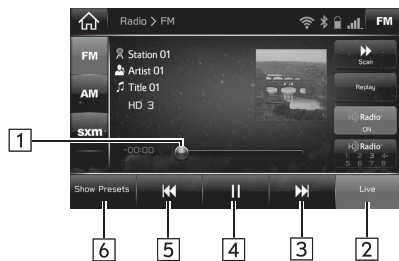 Radio > FM
FM
FM
Station 01
Artist 01
Title 01
HD 3
Scan
AM
Replay
HD Radio
ON
sxm
HD Radio
1 2 3 4
5 6 7 8
-00:00
1
Show Presets
Live
6
5
4
3
2